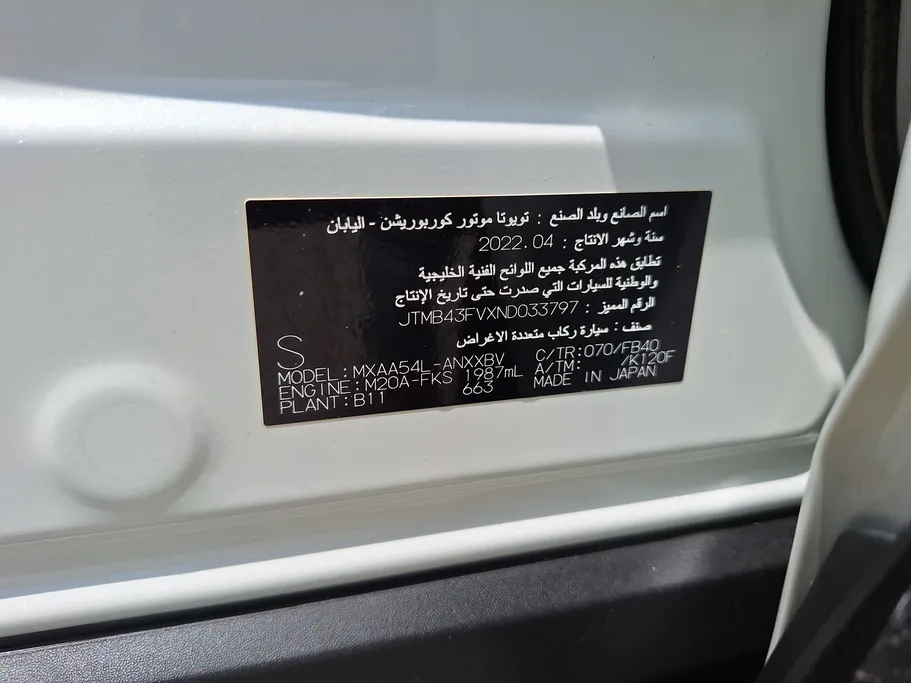 اسم الصانع وبلد الصنع : تويوتا موتور كوربوريشن - اليابان
سنة وشهر الانتاج : 2022.04
تطابق هذه المركبة جميع اللوائح الفنية الخليجية
والوطنية للسيارات التي صدرت حتى تاريخ الإنتاج
الرقم المميز : JTMB43FVXND033797
صنف : سيارة ركاب متعددة الاغراض
S
MODEL:MXAA54L-ANXXBV C/TR:070/FB40
ENGINE:M20A-FKS 1987mL A/TM: /K120F
PLANT:B11 663 MADE IN JAPAN